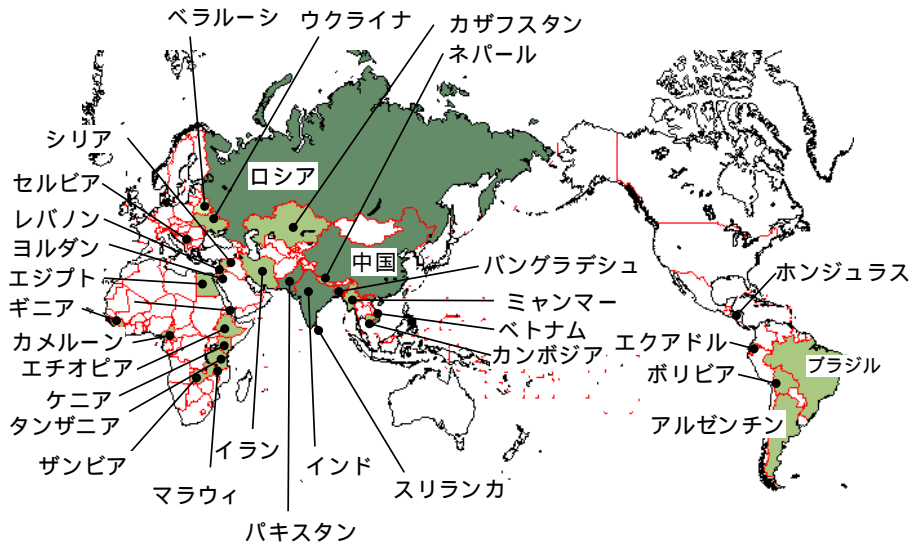 ベラルーシ
ウクライナ
カザフスタン
ネパール
シリア
ロシア
セルビア
レバノン
ヨルダン
中国
バングラデシュ
エジプト
ホンジュラス
ギニア
ミャンマー
ベトナム
カメルーン
カンボジア
エクアドル
ブラジル
エチオピア
ボリビア
ケニア
タンザニア
アルゼンチン
イラン
インド
ザンビア
スリランカ
マラウィ
パキスタン